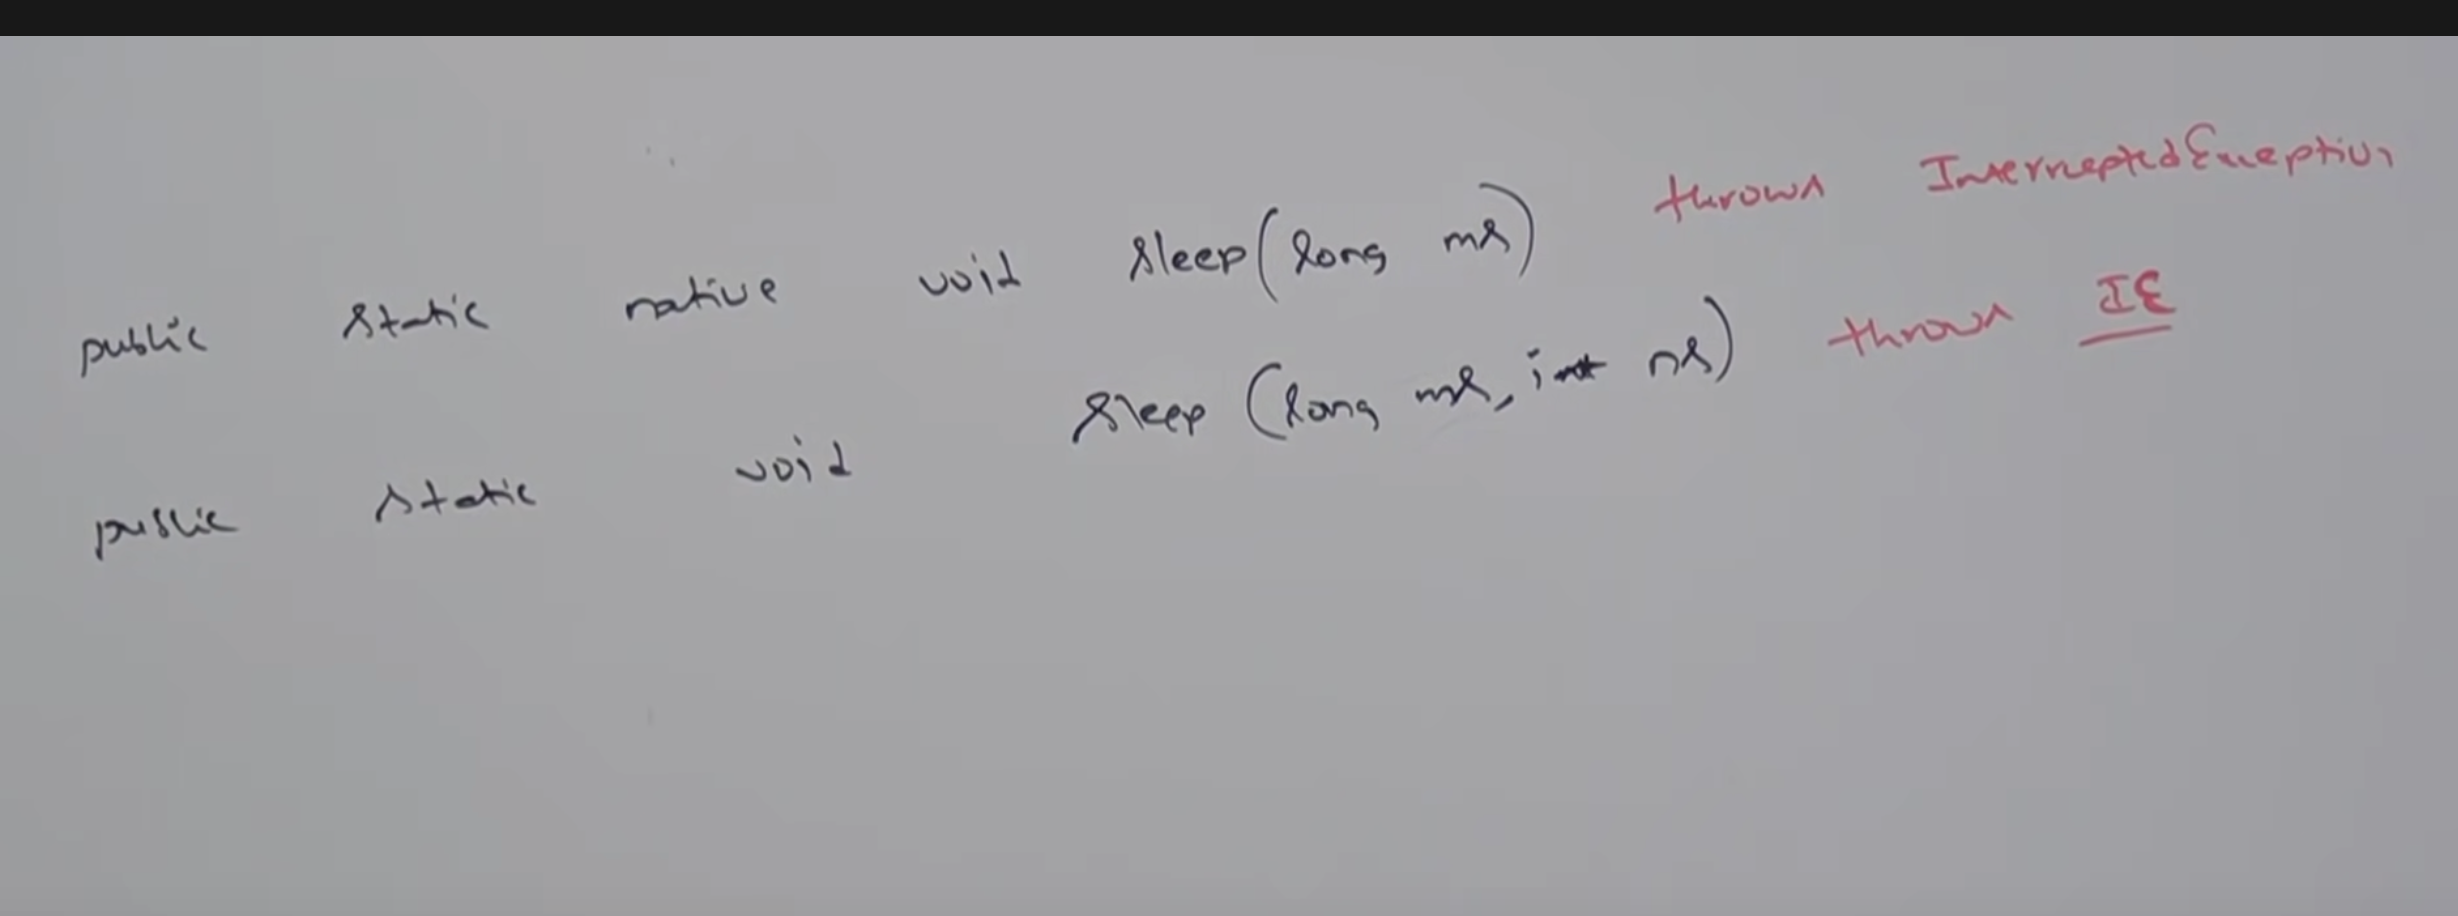 public static native void sleep(long ms) throws InterruptedException
public static void sleep(long ms, int ns) throws IE